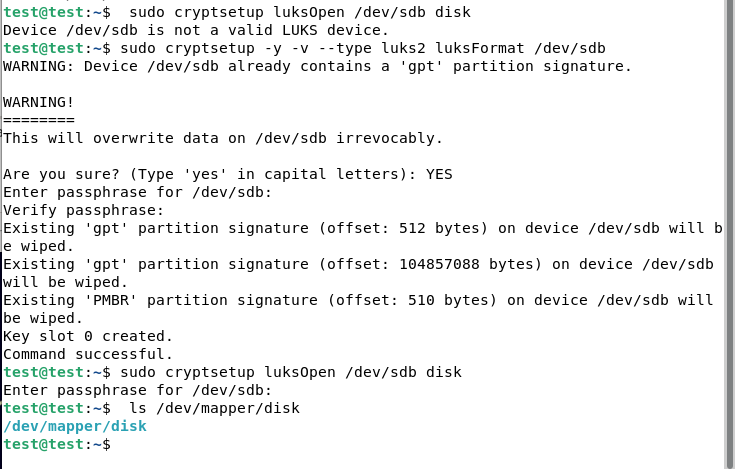 test@test:~$  sudo cryptsetup luksOpen /dev/sdb disk
Device /dev/sdb is not a valid LUKS device.
test@test:~$ sudo cryptsetup -y -v --type luks2 luksFormat /dev/sdb
WARNING: Device /dev/sdb already contains a 'gpt' partition signature.

WARNING!
========
This will overwrite data on /dev/sdb irrevocably.

Are you sure? (Type 'yes' in capital letters): YES
Enter passphrase for /dev/sdb:
Verify passphrase:
Existing 'gpt' partition signature (offset: 512 bytes) on device /dev/sdb will b
e wiped.
Existing 'gpt' partition signature (offset: 104857088 bytes) on device /dev/sdb
will be wiped.
Existing 'PMBR' partition signature (offset: 510 bytes) on device /dev/sdb will
be wiped.
Key slot 0 created.
Command successful.
test@test:~$ sudo cryptsetup luksOpen /dev/sdb disk
Enter passphrase for /dev/sdb:
test@test:~$  ls /dev/mapper/disk
/dev/mapper/disk
test@test:~$